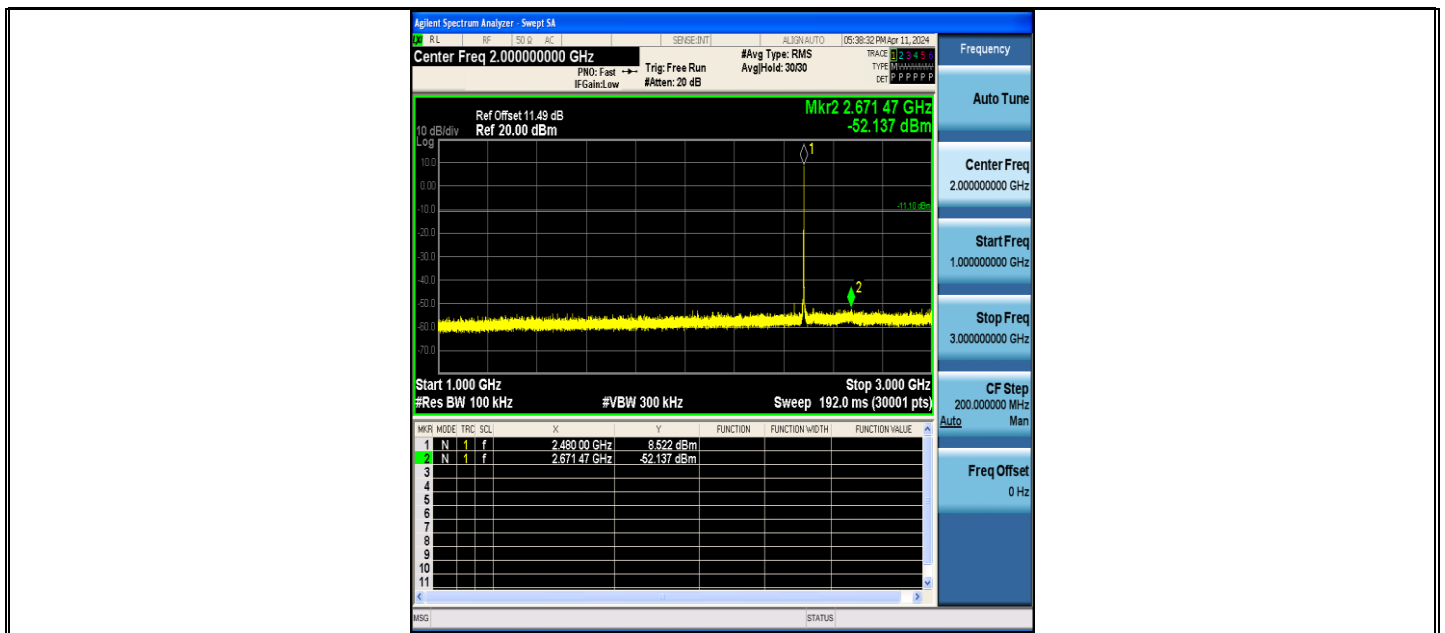 Agilent Spectrum Analyzer - Swept SA
RL RF 50 Ω AC SENSE:INT ALIGN AUTO 05:38:32 PM Apr 11, 2024
Center Freq 2.000000000 GHz
PNO: Fast
IFGain:Low
Trig: Free Run
#Atten: 20 dB
#Avg Type: RMS
Avg|Hold: 30/30
TRACE 1 2 3 4 5 6
TYPE M
DET P P P P P P
Mkr2 2.671 47 GHz
-52.137 dBm
Ref Offset 11.49 dB
10 dB/div Ref 20.00 dBm
Log
10.0
0.00
-10.0
-20.0
-30.0
-40.0
-50.0
-60.0
-70.0
1
-11.10 dBm
2
Start 1.000 GHz Stop 3.000 GHz
#Res BW 100 kHz #VBW 300 kHz Sweep 192.0 ms (30001 pts)
MKR MODE TRC SCL X Y FUNCTION FUNCTION WIDTH FUNCTION VALUE
1 N 1 f 2.480 00 GHz 8.522 dBm
2 N 1 f 2.671 47 GHz -52.137 dBm
3
4
5
6
7
8
9
10
11
MSG STATUS
Frequency
Auto Tune
Center Freq
2.000000000 GHz
Start Freq
1.000000000 GHz
Stop Freq
3.000000000 GHz
CF Step
200.000000 MHz
Auto Man
Freq Offset
0 Hz